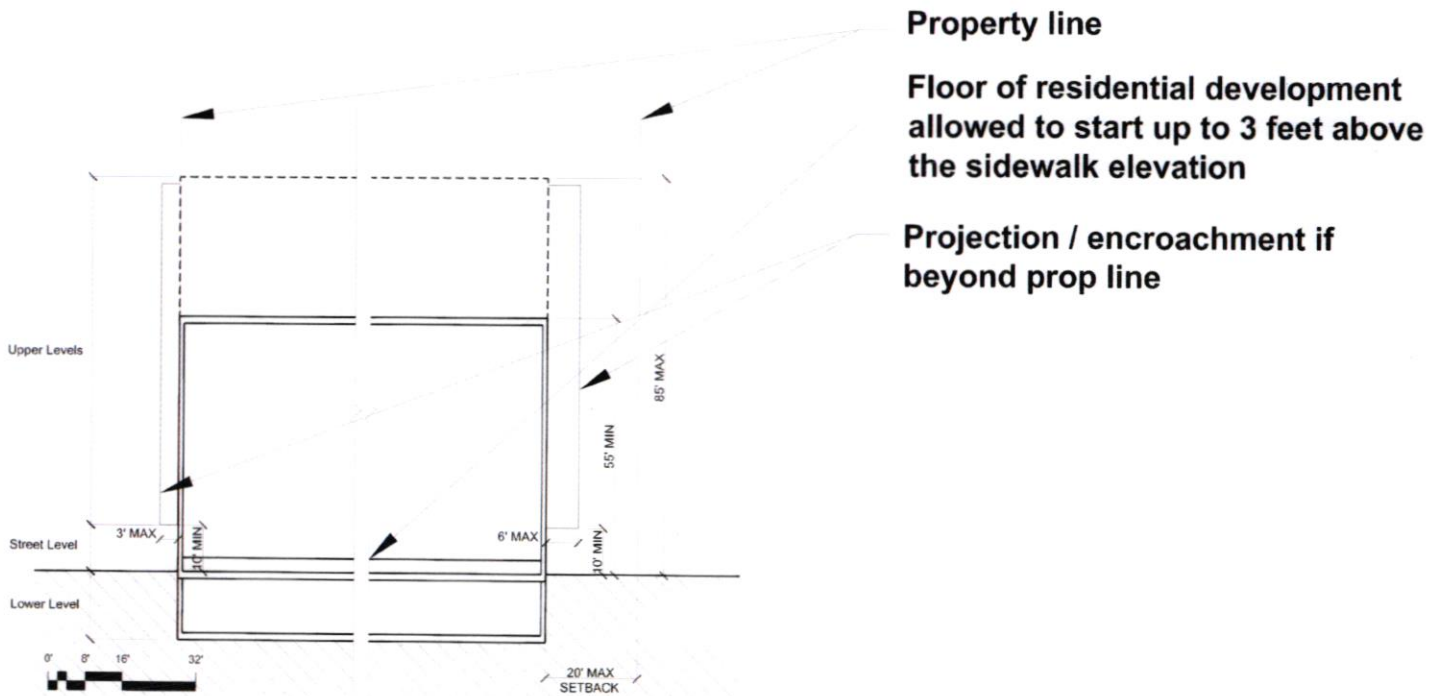 Property line
Floor of residential development
allowed to start up to 3 feet above
the sidewalk elevation
Projection / encroachment if
beyond prop line
Upper Levels
85' MAX
55' MIN
3' MAX
10' MIN
6' MAX
10' MIN
Street Level
Lower Level
0' 8' 16' 32'
20' MAX
SETBACK